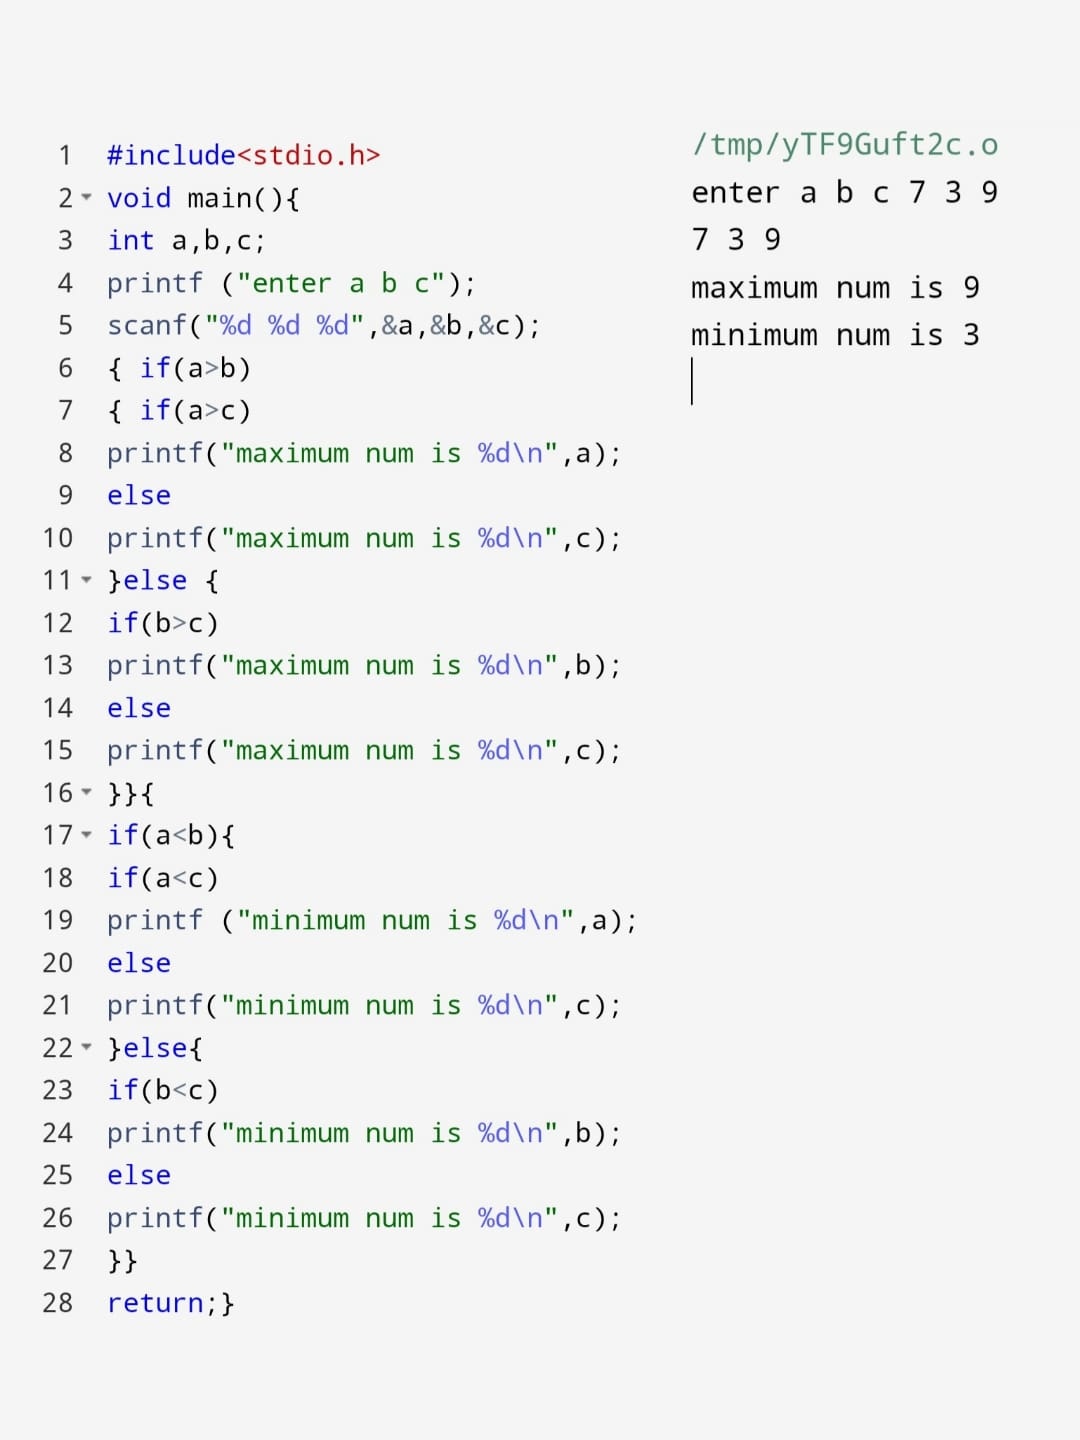 1 #include<stdio.h>
2 void main(){
3 int a,b,c;
4 printf ("enter a b c");
5 scanf("%d %d %d",&a,&b,&c);
6 { if(a>b)
7 { if(a>c)
8 printf("maximum num is %d\n",a);
9 else
10 printf("maximum num is %d\n",c);
11 }else {
12 if(b>c)
13 printf("maximum num is %d\n",b);
14 else
15 printf("maximum num is %d\n",c);
16 }}{
17 if(a<b){
18 if(a<c)
19 printf ("minimum num is %d\n",a);
20 else
21 printf("minimum num is %d\n",c);
22 }else{
23 if(b<c)
24 printf("minimum num is %d\n",b);
25 else
26 printf("minimum num is %d\n",c);
27 }}
28 return;}
/tmp/yTF9Guft2c.o
enter a b c 7 3 9
7 3 9
maximum num is 9
minimum num is 3